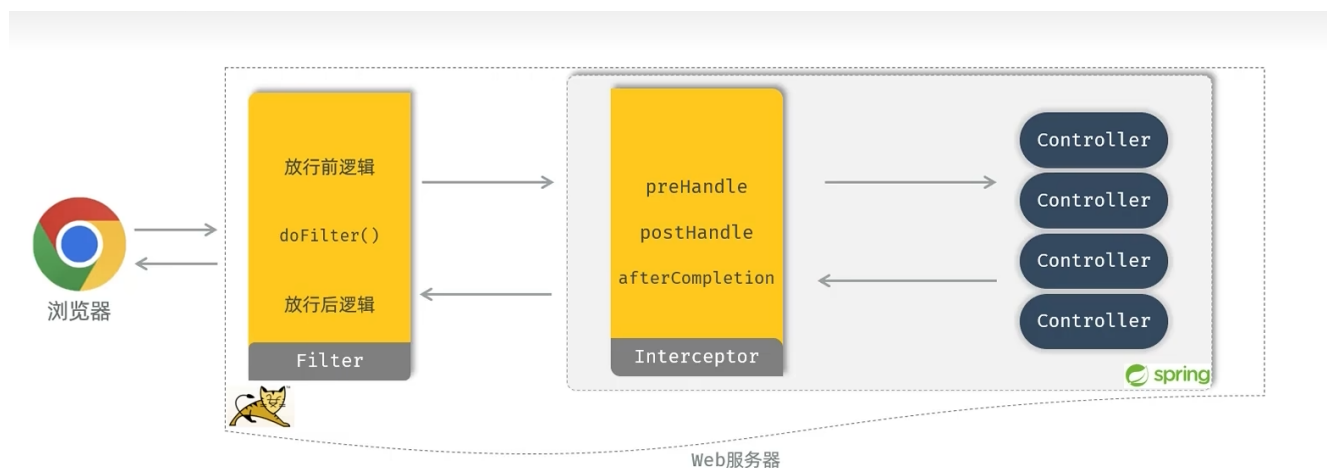 浏览器
放行前逻辑
doFilter()
放行后逻辑
Filter
preHandle
postHandle
afterCompletion
Interceptor
Controller
Controller
Controller
Controller
spring
Web服务器